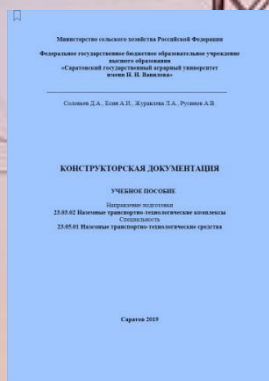 Министерство сельского хозяйства Российской Федерации
Федеральное государственное бюджетное образовательное учреждение
высшего образования
«Саратовский государственный аграрный университет
имени Н. И. Вавилова»
Соловьев Д.А., Есин А.И., Журавлева Л.А., Русинов А.В.
КОНСТРУКТОРСКАЯ ДОКУМЕНТАЦИЯ
УЧЕБНОЕ ПОСОБИЕ
Направление подготовки
23.03.02 Наземные транспортно-технологические комплексы
Специальность
23.05.01 Наземные транспортно-технологические средства
Саратов 2019